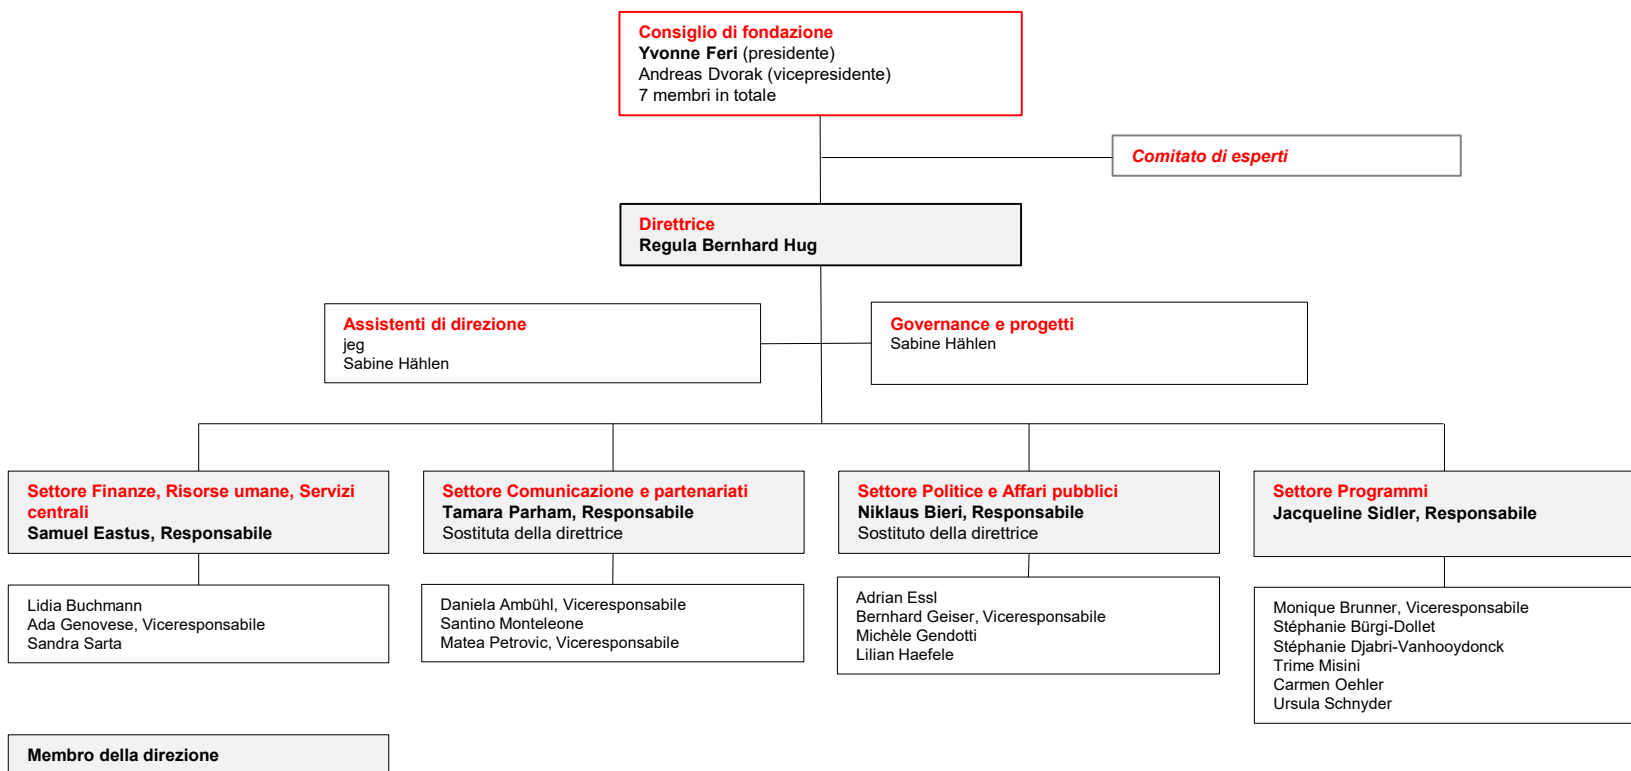 Consiglio di fondazione
Yvonne Feri (presidente)
Andreas Dvorak (vicepresidente)
7 membri in totale
Comitato di esperti
Direttrice
Regula Bernhard Hug
Assistenti di direzione
jeg
Sabine Hählen
Governance e progetti
Sabine Hählen
Settore Finanze, Risorse umane, Servizi
centrali
Samuel Eastus, Responsabile
Settore Comunicazione e partenariati
Tamara Parham, Responsabile
Sostituta della direttrice
Settore Politice e Affari pubblici
Niklaus Bieri, Responsabile
Sostituto della direttrice
Settore Programmi
Jacqueline Sidler, Responsabile
Lidia Buchmann
Ada Genovese, Viceresponsabile
Sandra Sarta
Daniela Ambühl, Viceresponsabile
Santino Monteleone
Matea Petrovic, Viceresponsabile
Adrian Essl
Bernhard Geiser, Viceresponsabile
Michèle Gendotti
Lilian Haefele
Monique Brunner, Viceresponsabile
Stéphanie Bürgi-Dollet
Stéphanie Djabri-Vanhooydonck
Trime Misini
Carmen Oehler
Ursula Schnyder
Membro della direzione